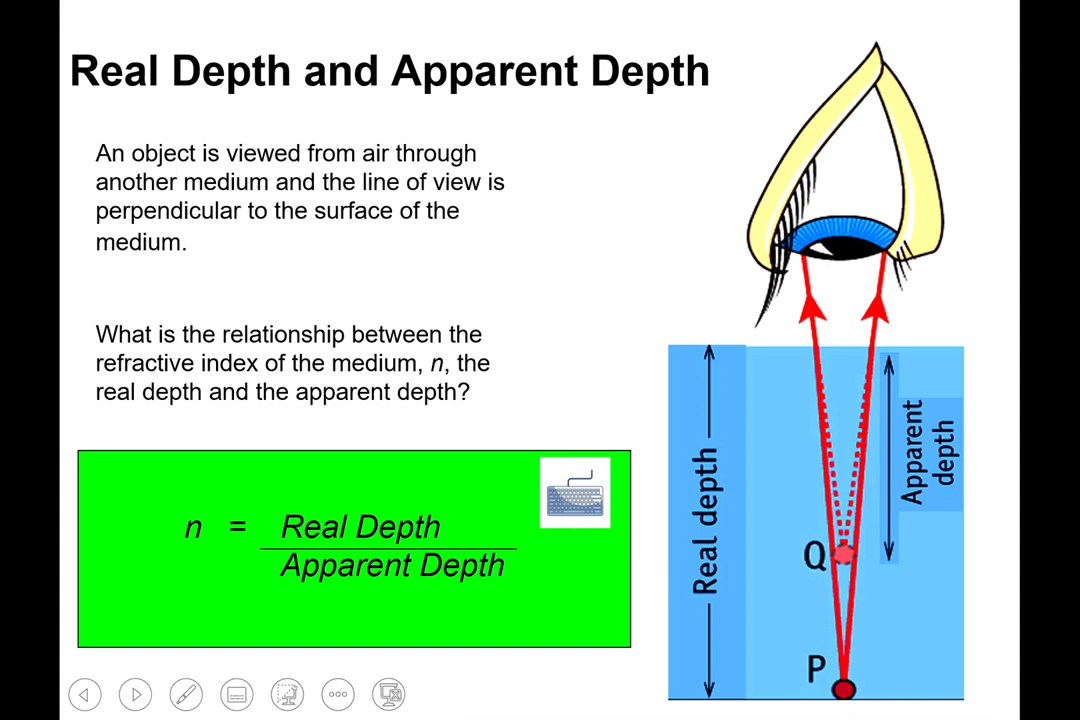 Real Depth and Apparent Depth
An object is viewed from air through
another medium and the line of view is
perpendicular to the surface of the
medium.
What is the relationship between the
refractive index of the medium, n, the
real depth and the apparent depth?
n = Real Depth
Apparent Depth
Real depth
Apparent
depth
Q
P